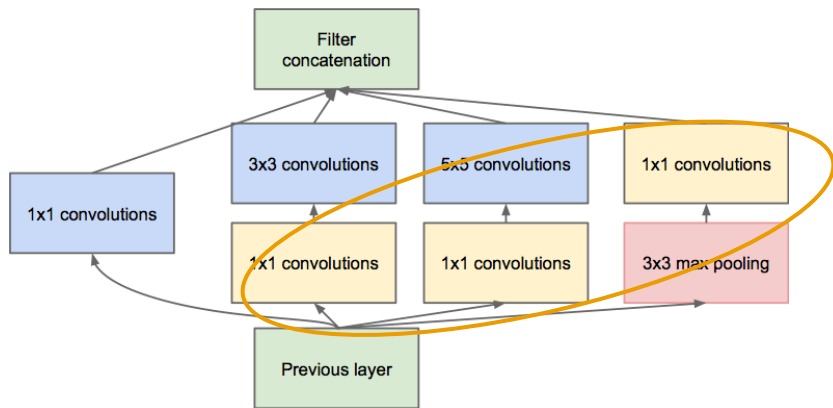 Filter
concatenation
3x3 convolutions
5x5 convolutions
1x1 convolutions
1x1 convolutions
1x1 convolutions
1x1 convolutions
3x3 max pooling
Previous layer